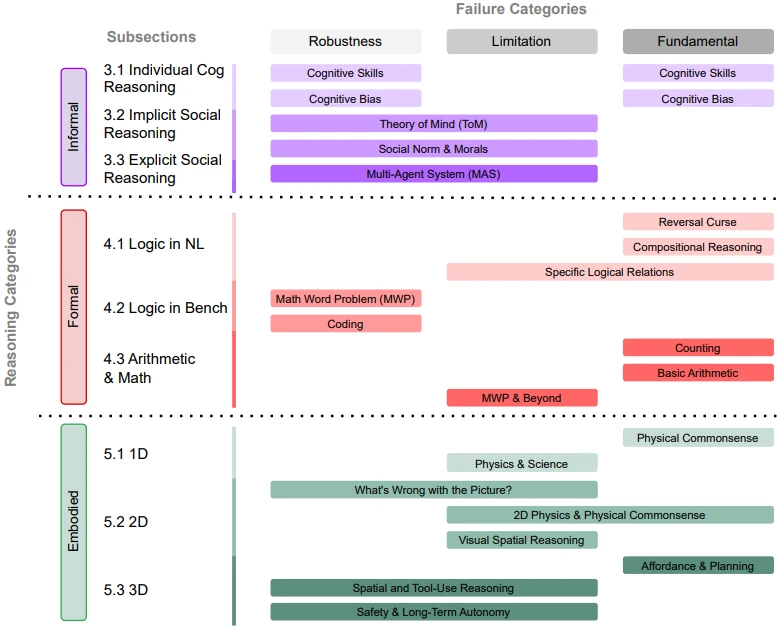 Failure Categories
Subsections
Robustness
Limitation
Fundamental
Reasoning Categories
Informal
3.1 Individual Cog
Reasoning
Cognitive Skills
Cognitive Skills
Cognitive Bias
Cognitive Bias
3.2 Implicit Social
Reasoning
Theory of Mind (ToM)
Social Norm & Morals
3.3 Explicit Social
Reasoning
Multi-Agent System (MAS)
Formal
4.1 Logic in NL
Reversal Curse
Compositional Reasoning
Specific Logical Relations
4.2 Logic in Bench
Math Word Problem (MWP)
Coding
4.3 Arithmetic
& Math
Counting
Basic Arithmetic
MWP & Beyond
Embodied
5.1 1D
Physical Commonsense
Physics & Science
5.2 2D
What's Wrong with the Picture?
2D Physics & Physical Commonsense
Visual Spatial Reasoning
5.3 3D
Affordance & Planning
Spatial and Tool-Use Reasoning
Safety & Long-Term Autonomy